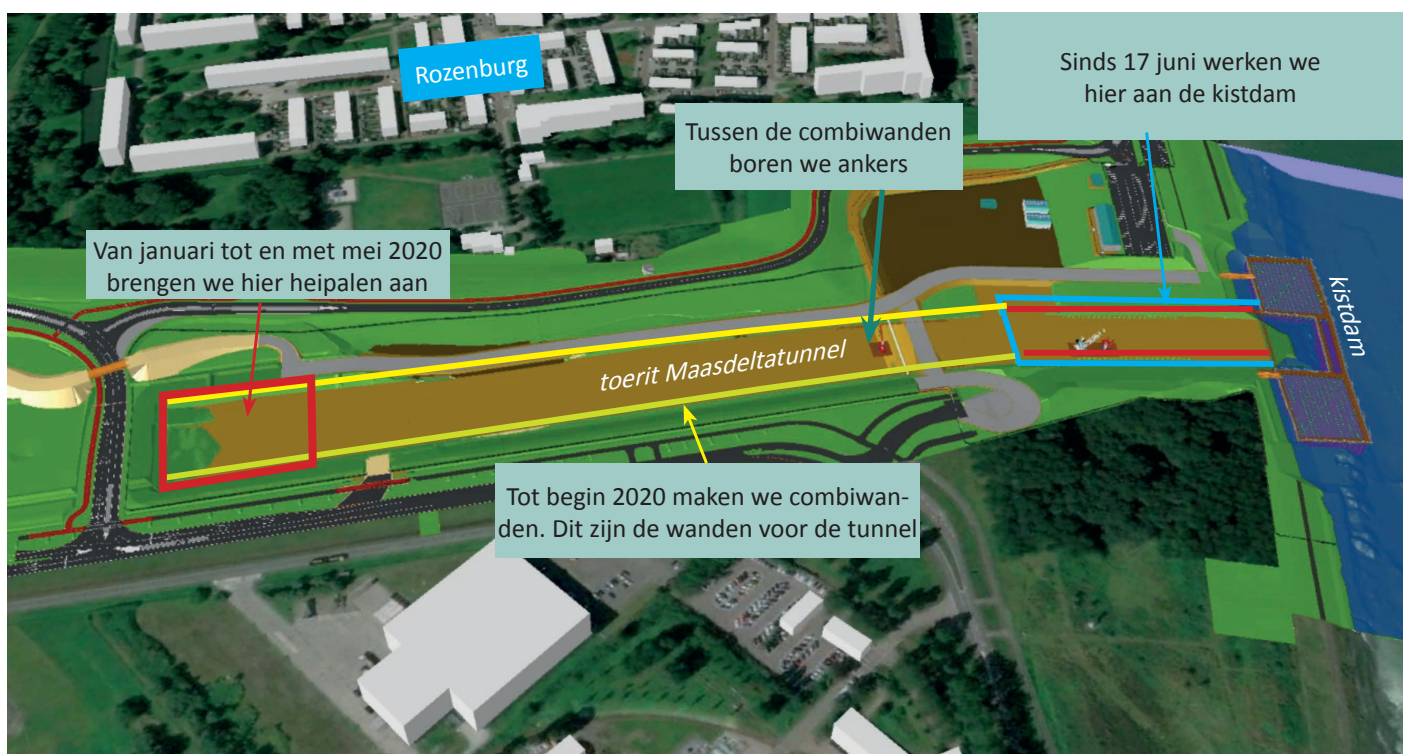 Rozenburg
Sinds 17 juni werken we
hier aan de kistdam
Tussen de combiwanden
boren we ankers
Van januari tot en met mei 2020
brengen we hier heipalen aan
kistdam
toerit Maasdeltatunnel
Tot begin 2020 maken we combiwan-
den. Dit zijn de wanden voor de tunnel